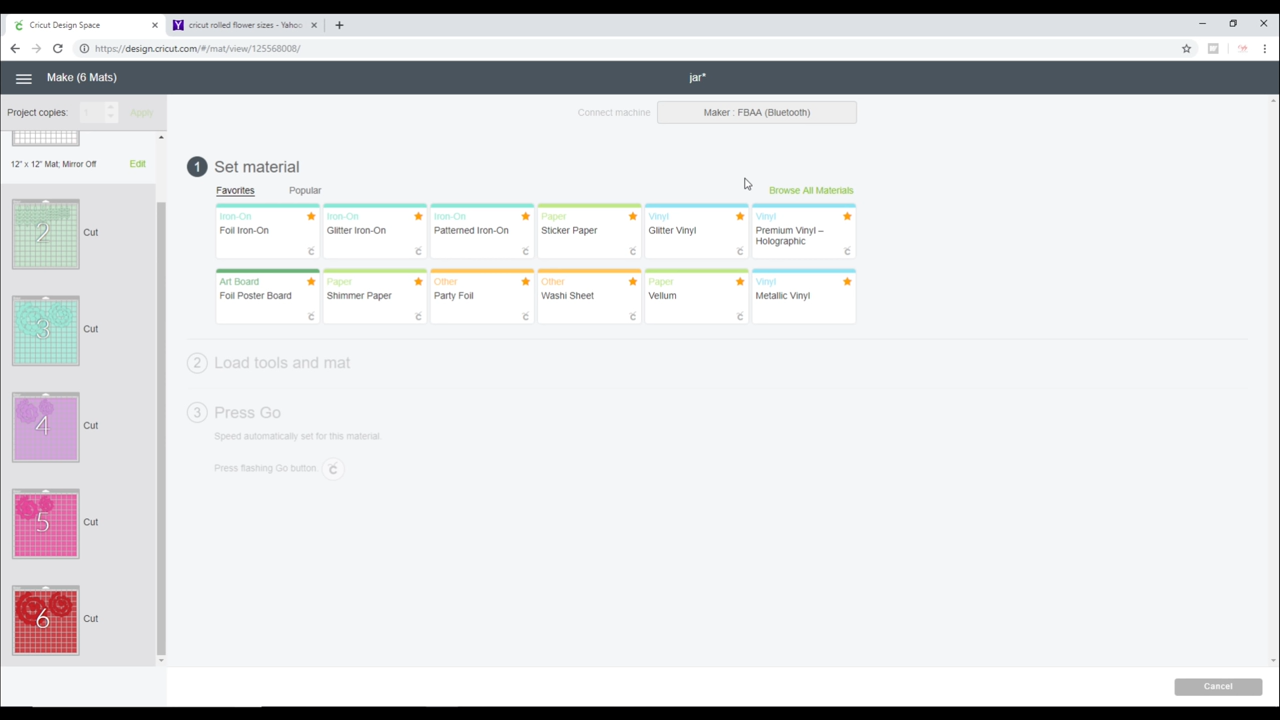 Cricut Design Space
cricut rolled flower sizes - Yahoo
https://design.cricut.com/#/mat/view/125568008/
Make (6 Mats)
jar*
Project copies:
1
Apply
Connect machine
Maker : FBAA (Bluetooth)
12" x 12" Mat; Mirror Off
Edit
1
Set material
Favorites
Popular
Browse All Materials
Iron-On
Foil Iron-On
Iron-On
Glitter Iron-On
Iron-On
Patterned Iron-On
Paper
Sticker Paper
Vinyl
Glitter Vinyl
Vinyl
Premium Vinyl –
Holographic
Art Board
Foil Poster Board
Paper
Shimmer Paper
Other
Party Foil
Other
Washi Sheet
Paper
Vellum
Vinyl
Metallic Vinyl
2
Load tools and mat
3
Press Go
Speed automatically set for this material.
Press flashing Go button.
2
Cut
3
Cut
4
Cut
5
Cut
6
Cut
Cancel